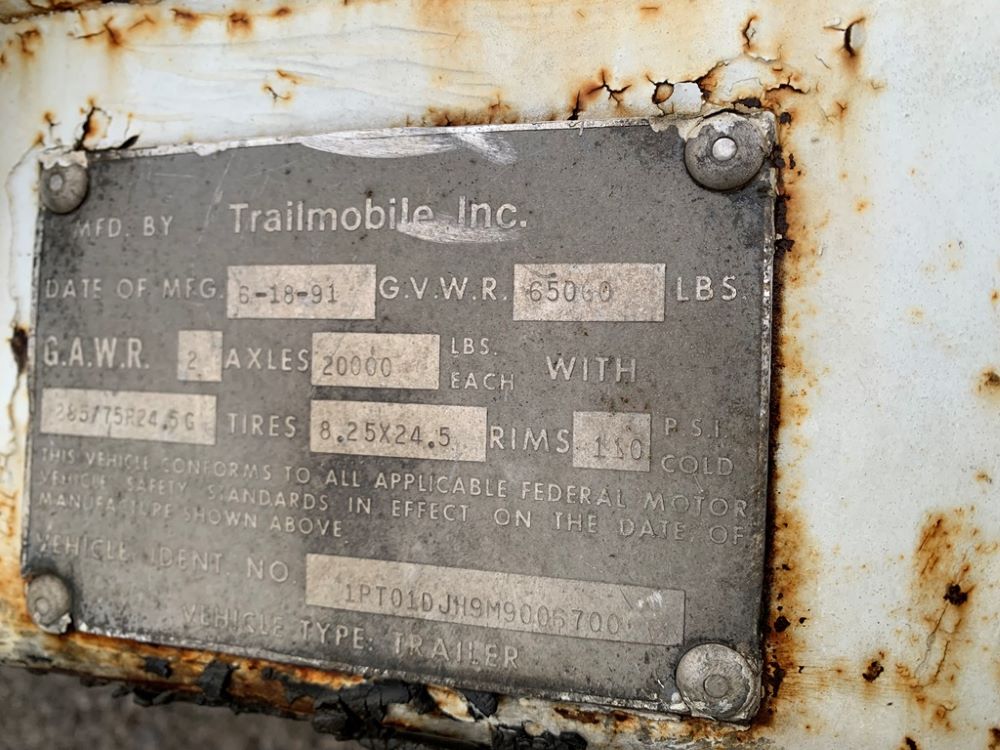 MFD. BY Trailmobile Inc.
DATE OF MFG. 6-18-91 G.V.W.R. 65000 LBS.
G.A.W.R. 2 AXLES 20000 LBS. EACH WITH
285/75R24.5G TIRES 8.25X24.5 RIMS 110 P.S.I. COLD
THIS VEHICLE CONFORMS TO ALL APPLICABLE FEDERAL MOTOR
VEHICLE SAFETY STANDARDS IN EFFECT ON THE DATE OF
MANUFACTURE SHOWN ABOVE
VEHICLE IDENT. NO. 1PT01DJH9M9006700
VEHICLE TYPE: TRAILER